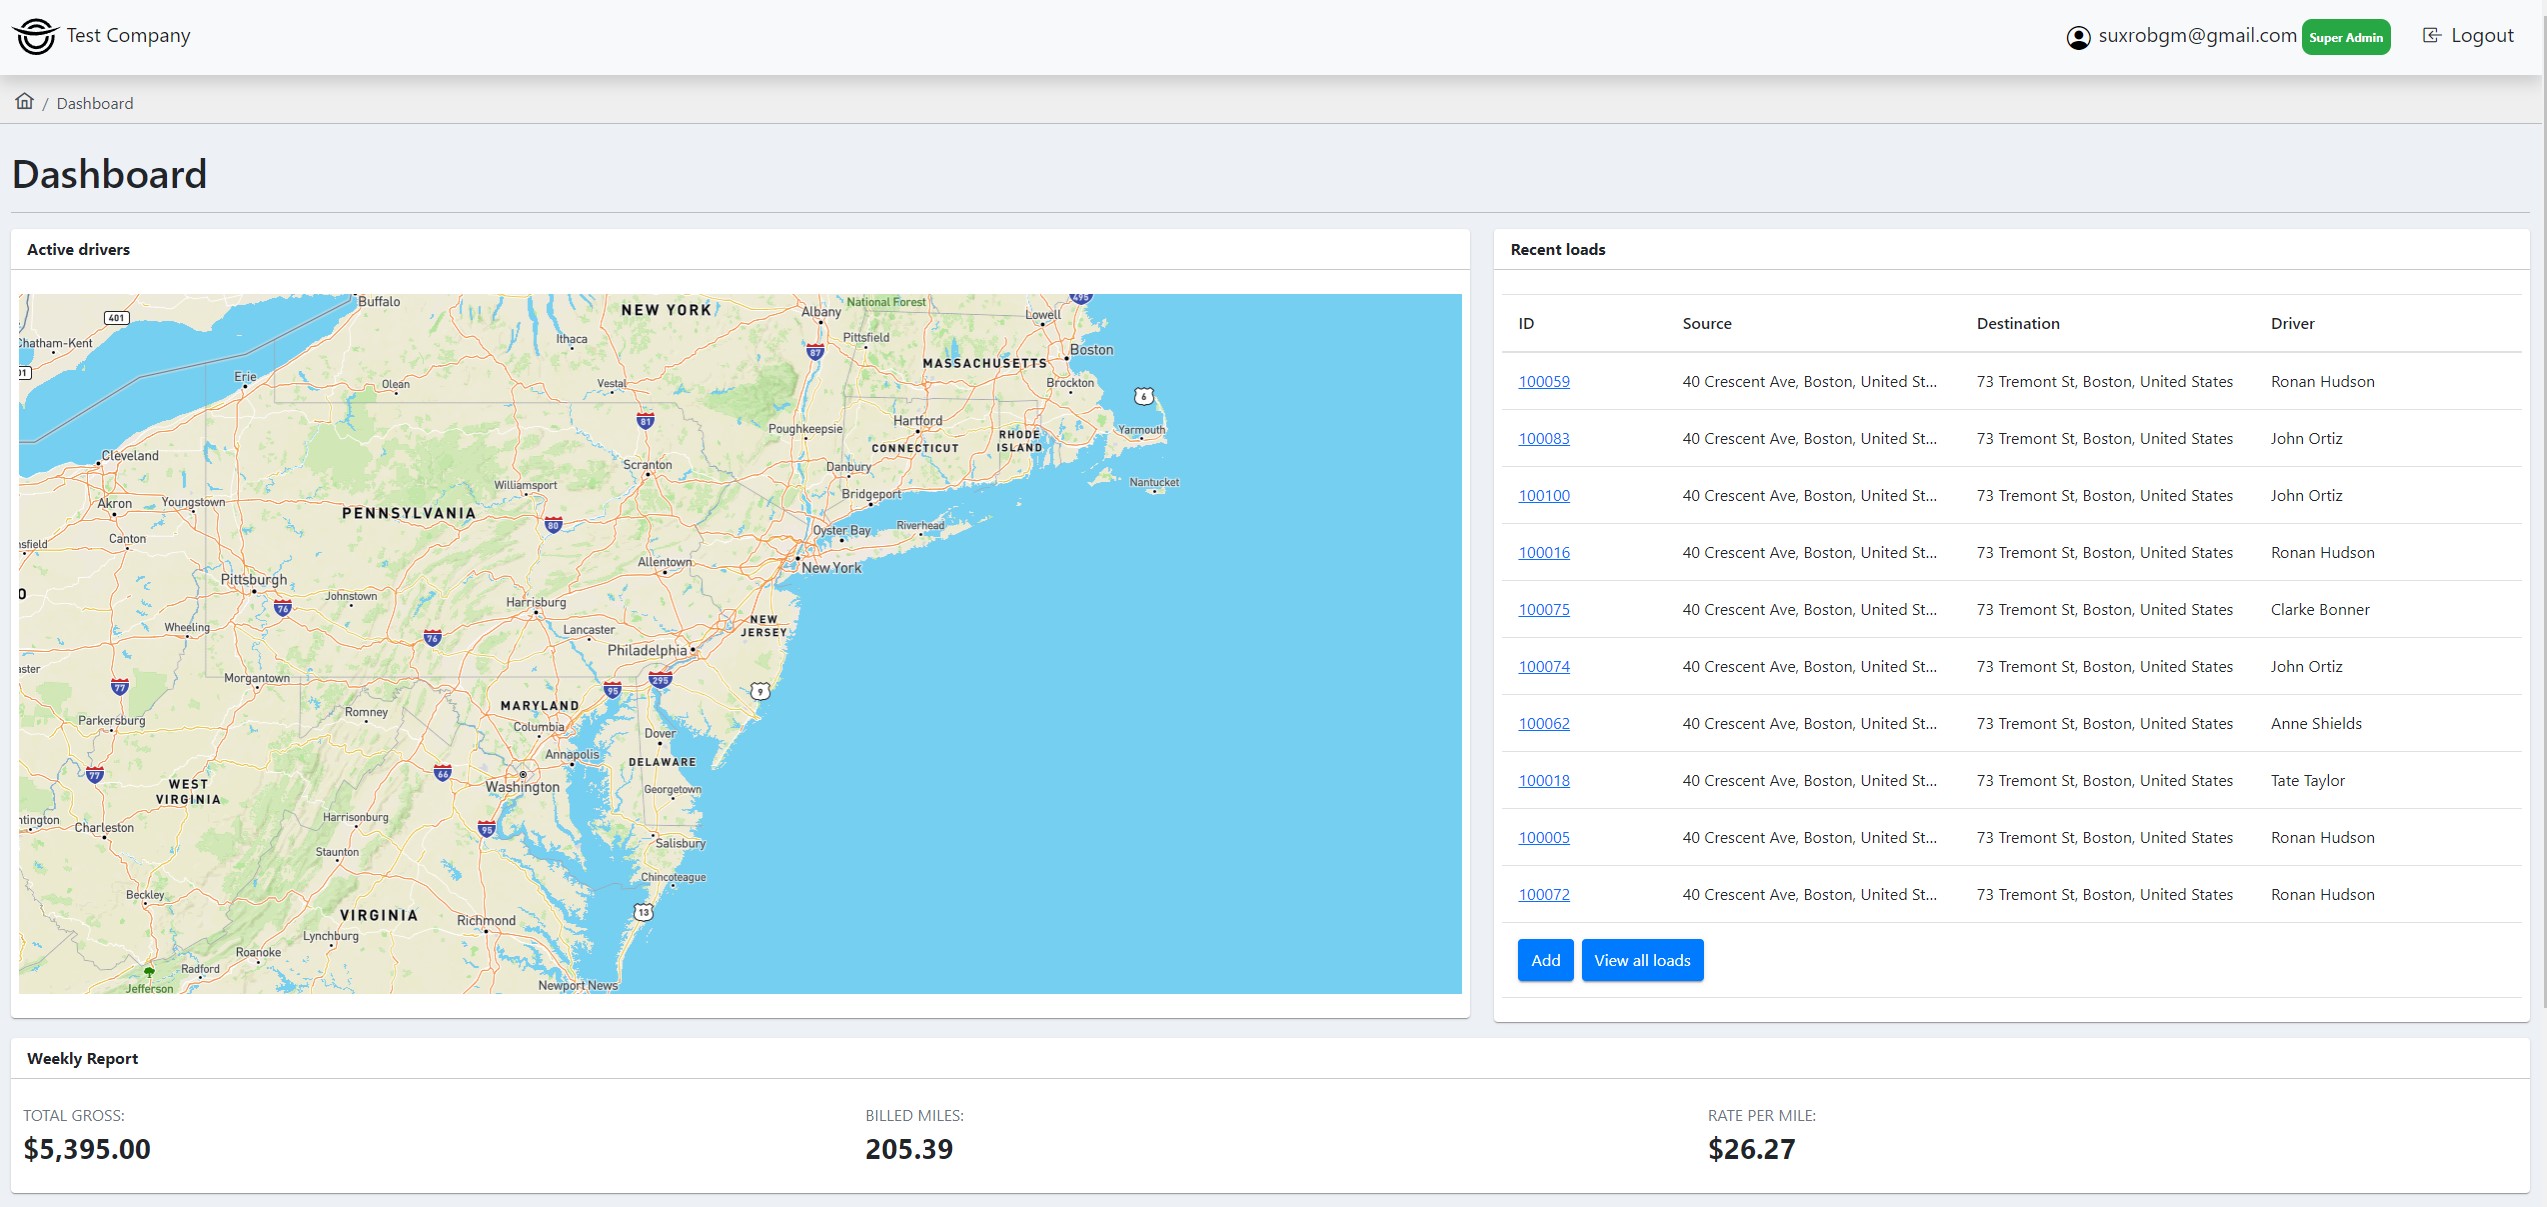 Test Company
suxrobgm@gmail.com Super Admin Logout
/ Dashboard
Dashboard
Active drivers
Buffalo
NEW YORK
Albany
National Forest
495
Lowell
401
Ithaca
Pittsfield
87
Boston
Chatham-Kent
MASSACHUSETTS
Erie
Olean
Vestal
Brockton
6
81
Poughkeepsie
Hartford
RHODE
ISLAND
Yarmouth
CONNECTICUT
Cleveland
Scranton
Danbury
Nantucket
Williamsport
Bridgeport
Akron
Youngstown
PENNSYLVANIA
80
Oyster Bay
Riverhead
Canton
nsfield
Allentown
New York
Pittsburgh
Johnstown
76
Harrisburg
NEW
JERSEY
Wheeling
76
Lancaster
Philadelphia
Morgantown
77
95
295
9
Romney
MARYLAND
Parkersburg
Columbia
Dover
Annapolis
DELAWARE
77
66
Washington
WEST
VIRGINIA
Georgetown
ntington
Charleston
Harrisonburg
95
Staunton
Salisbury
Chincoteague
Beckley
VIRGINIA
Richmond
13
Lynchburg
Roanoke
Radford
Jefferson
Newport News
Recent loads
ID Source Destination Driver
100059 40 Crescent Ave, Boston, United St... 73 Tremont St, Boston, United States Ronan Hudson
100083 40 Crescent Ave, Boston, United St... 73 Tremont St, Boston, United States John Ortiz
100100 40 Crescent Ave, Boston, United St... 73 Tremont St, Boston, United States John Ortiz
100016 40 Crescent Ave, Boston, United St... 73 Tremont St, Boston, United States Ronan Hudson
100075 40 Crescent Ave, Boston, United St... 73 Tremont St, Boston, United States Clarke Bonner
100074 40 Crescent Ave, Boston, United St... 73 Tremont St, Boston, United States John Ortiz
100062 40 Crescent Ave, Boston, United St... 73 Tremont St, Boston, United States Anne Shields
100018 40 Crescent Ave, Boston, United St... 73 Tremont St, Boston, United States Tate Taylor
100005 40 Crescent Ave, Boston, United St... 73 Tremont St, Boston, United States Ronan Hudson
100072 40 Crescent Ave, Boston, United St... 73 Tremont St, Boston, United States Ronan Hudson
Add View all loads
Weekly Report
TOTAL GROSS: BILLED MILES: RATE PER MILE:
$5,395.00 205.39 $26.27